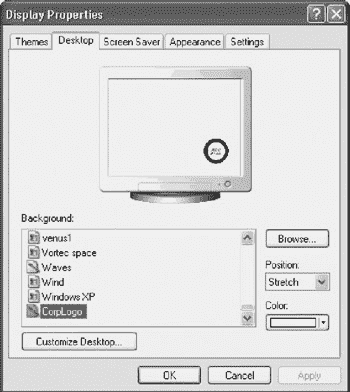 Display Properties
Themes Desktop Screen Saver Appearance Settings
Background:
venus1
Vortec space
Waves
Wind
Windows XP
CorpLogo
Browse...
Position:
Stretch
Color:
Customize Desktop...
OK Cancel Apply